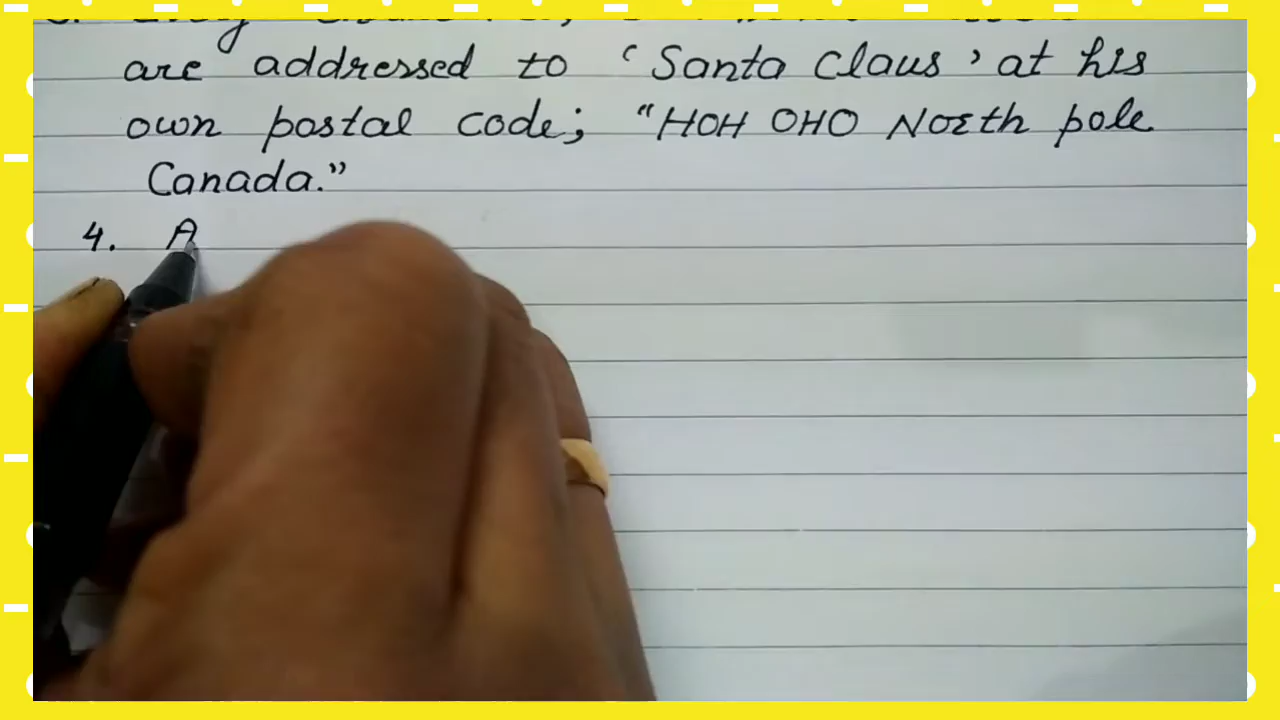 are addressed to ‘Santa Claus’ at his
own postal code; “HOH OHO North pole
Canada.”
4. A